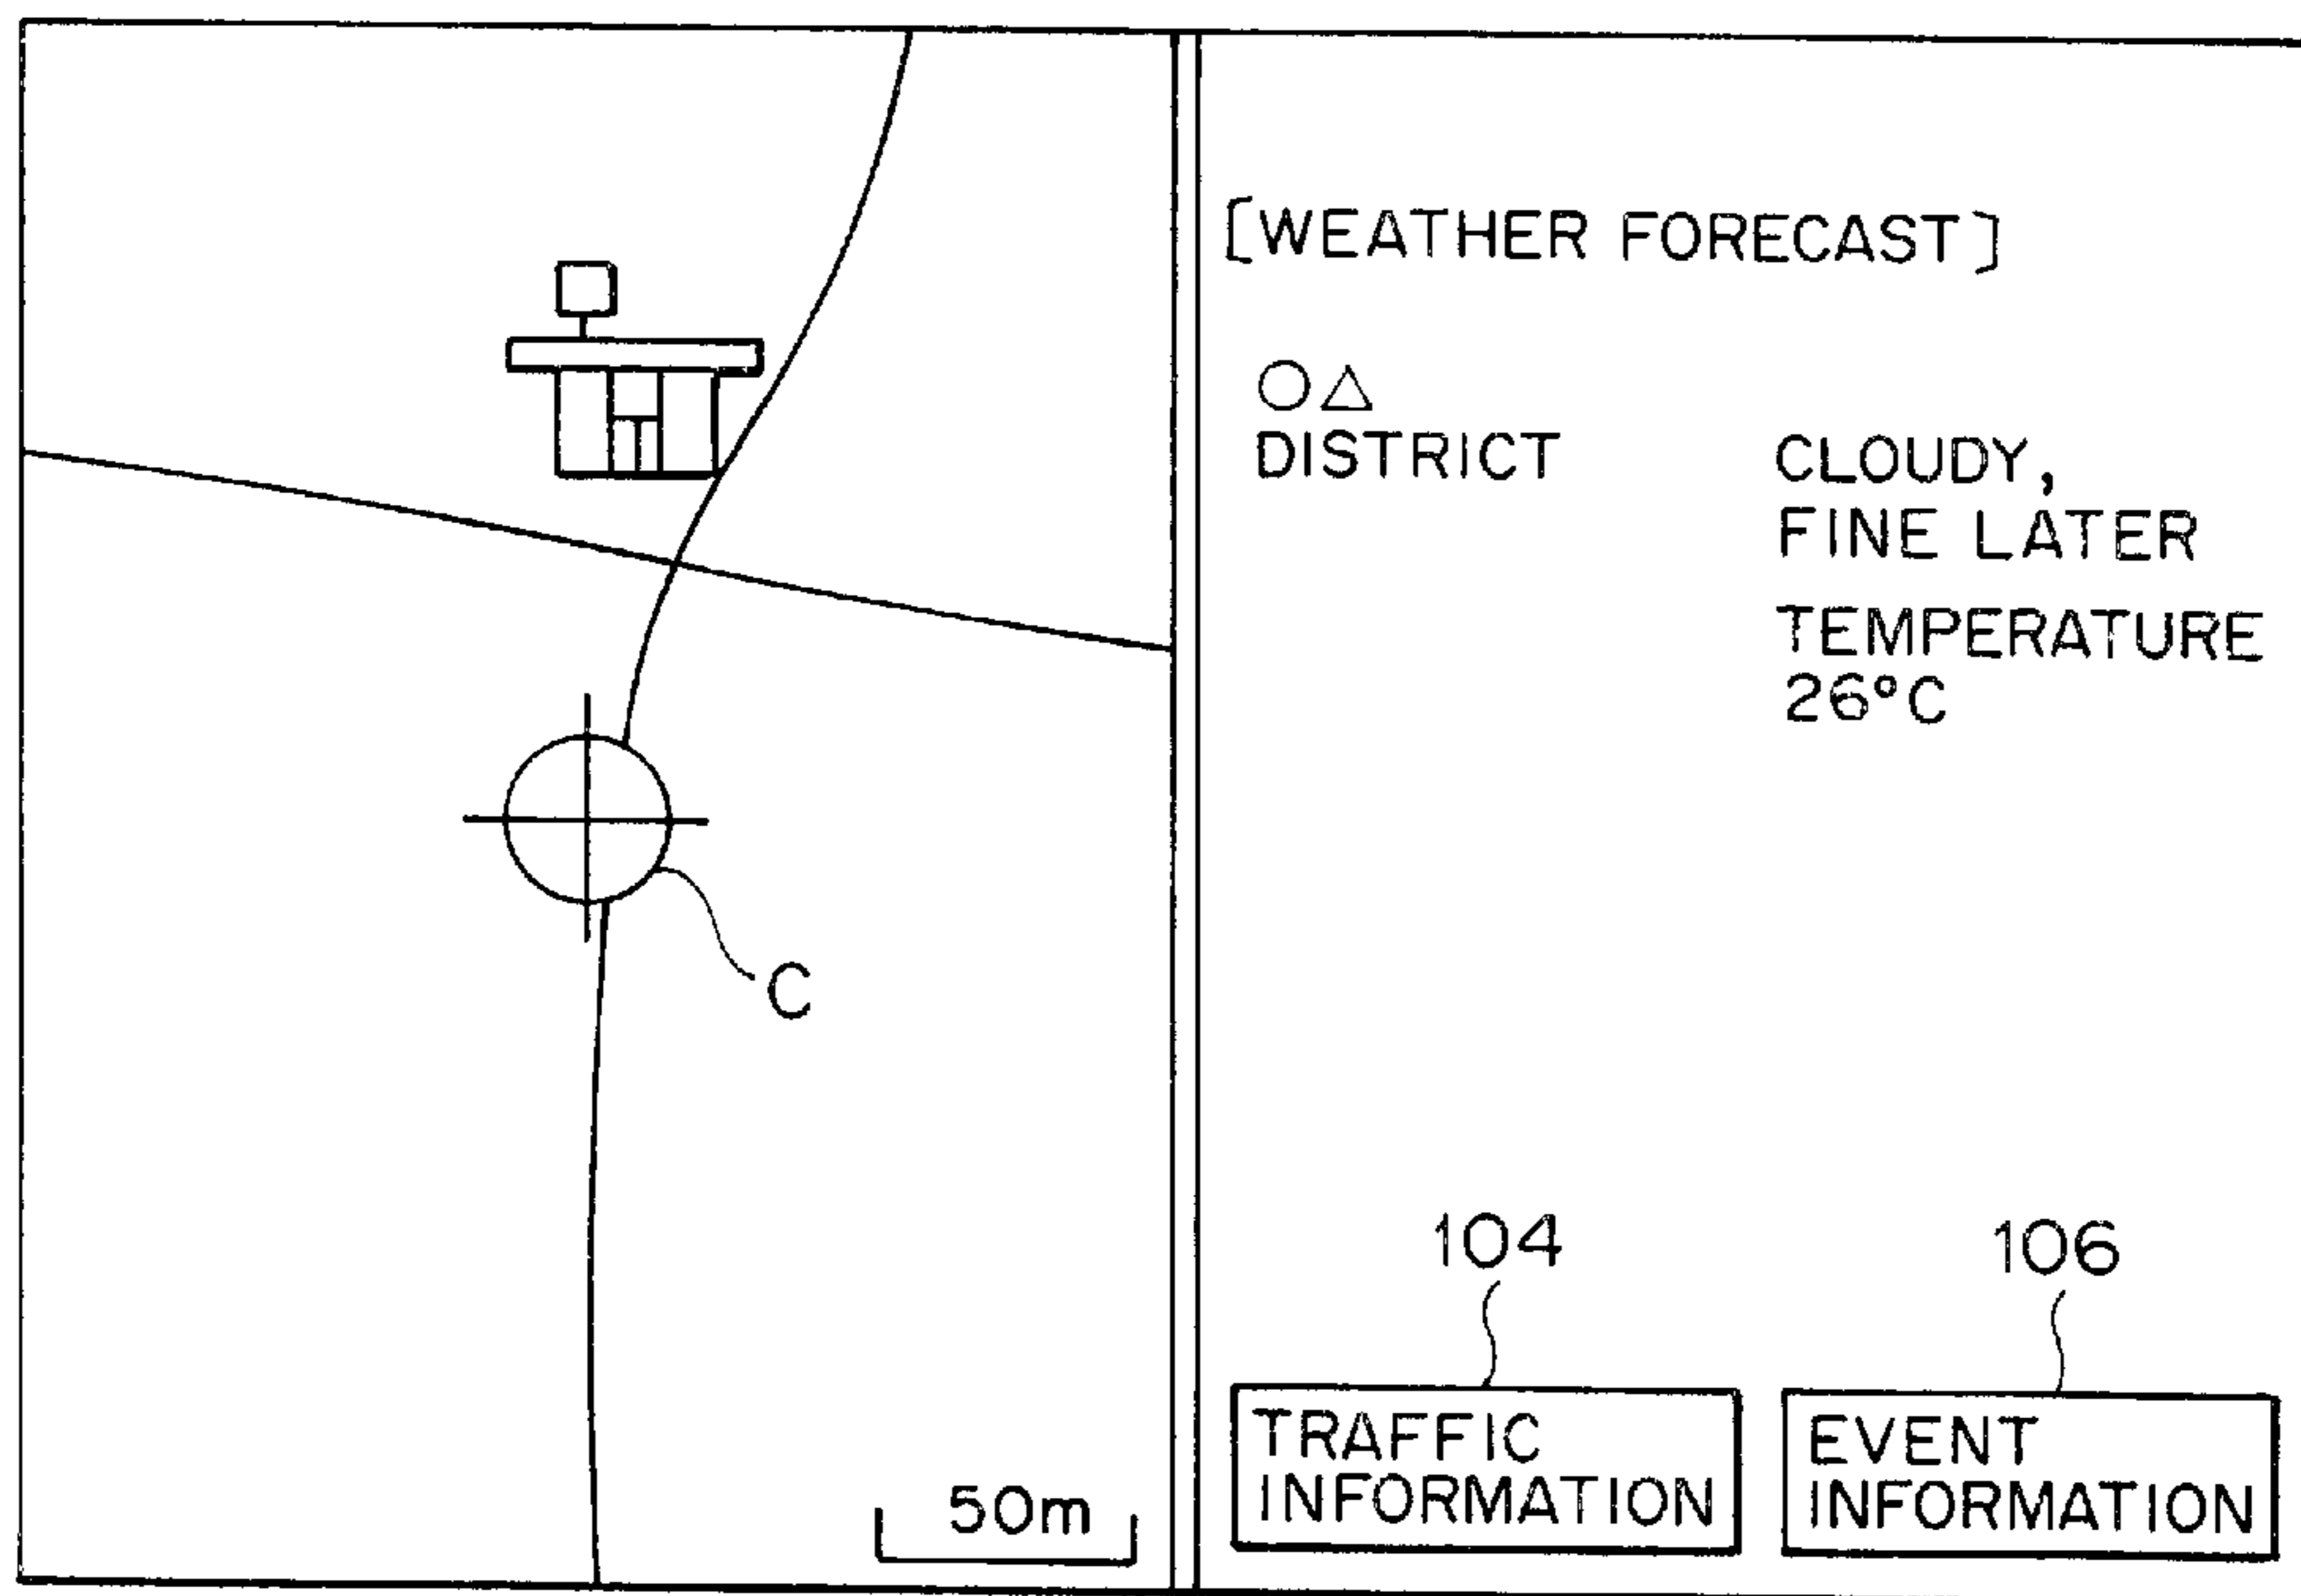 [WEATHER FORECAST]
○△
DISTRICT
CLOUDY,
FINE LATER
TEMPERATURE
26°C
C
50m
104
106
TRAFFIC
INFORMATION
EVENT
INFORMATION